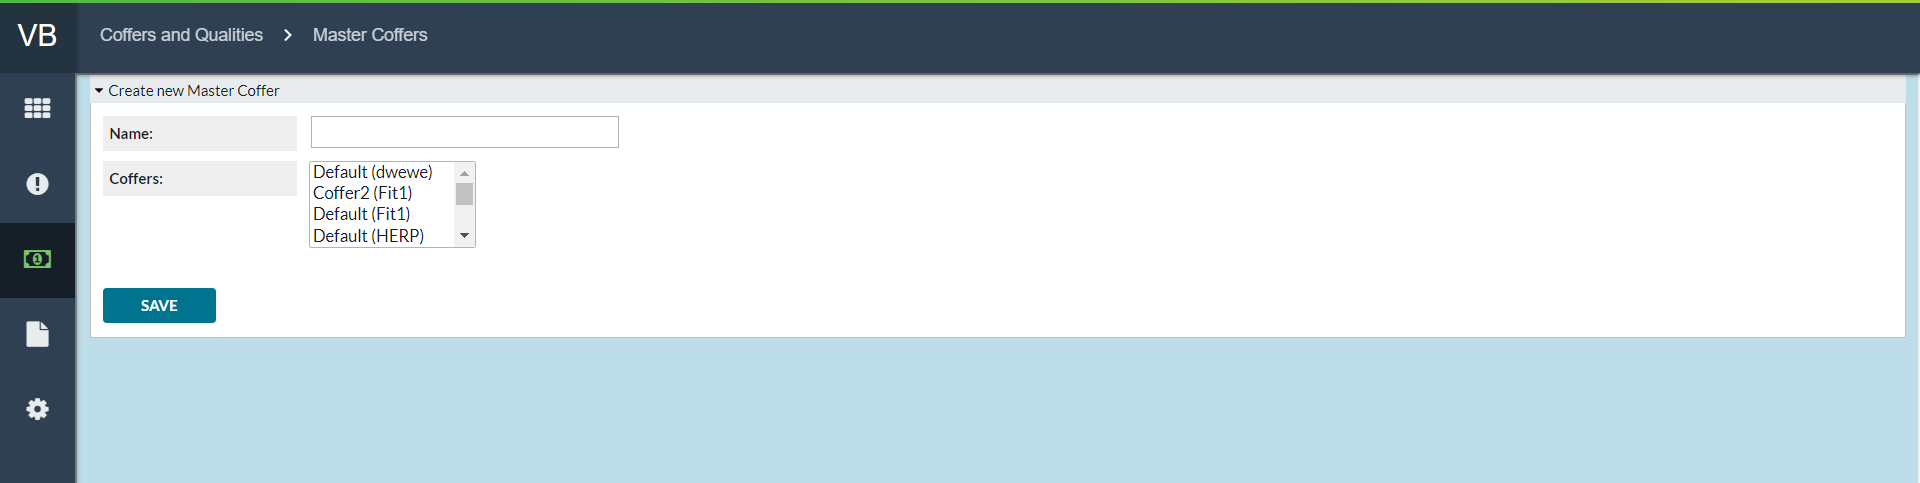 VB
Coffers and Qualities > Master Coffers
Create new Master Coffer
Name:
Coffers:
Default (dwewe)
Coffer2 (Fit1)
Default (Fit1)
Default (HERP)
SAVE